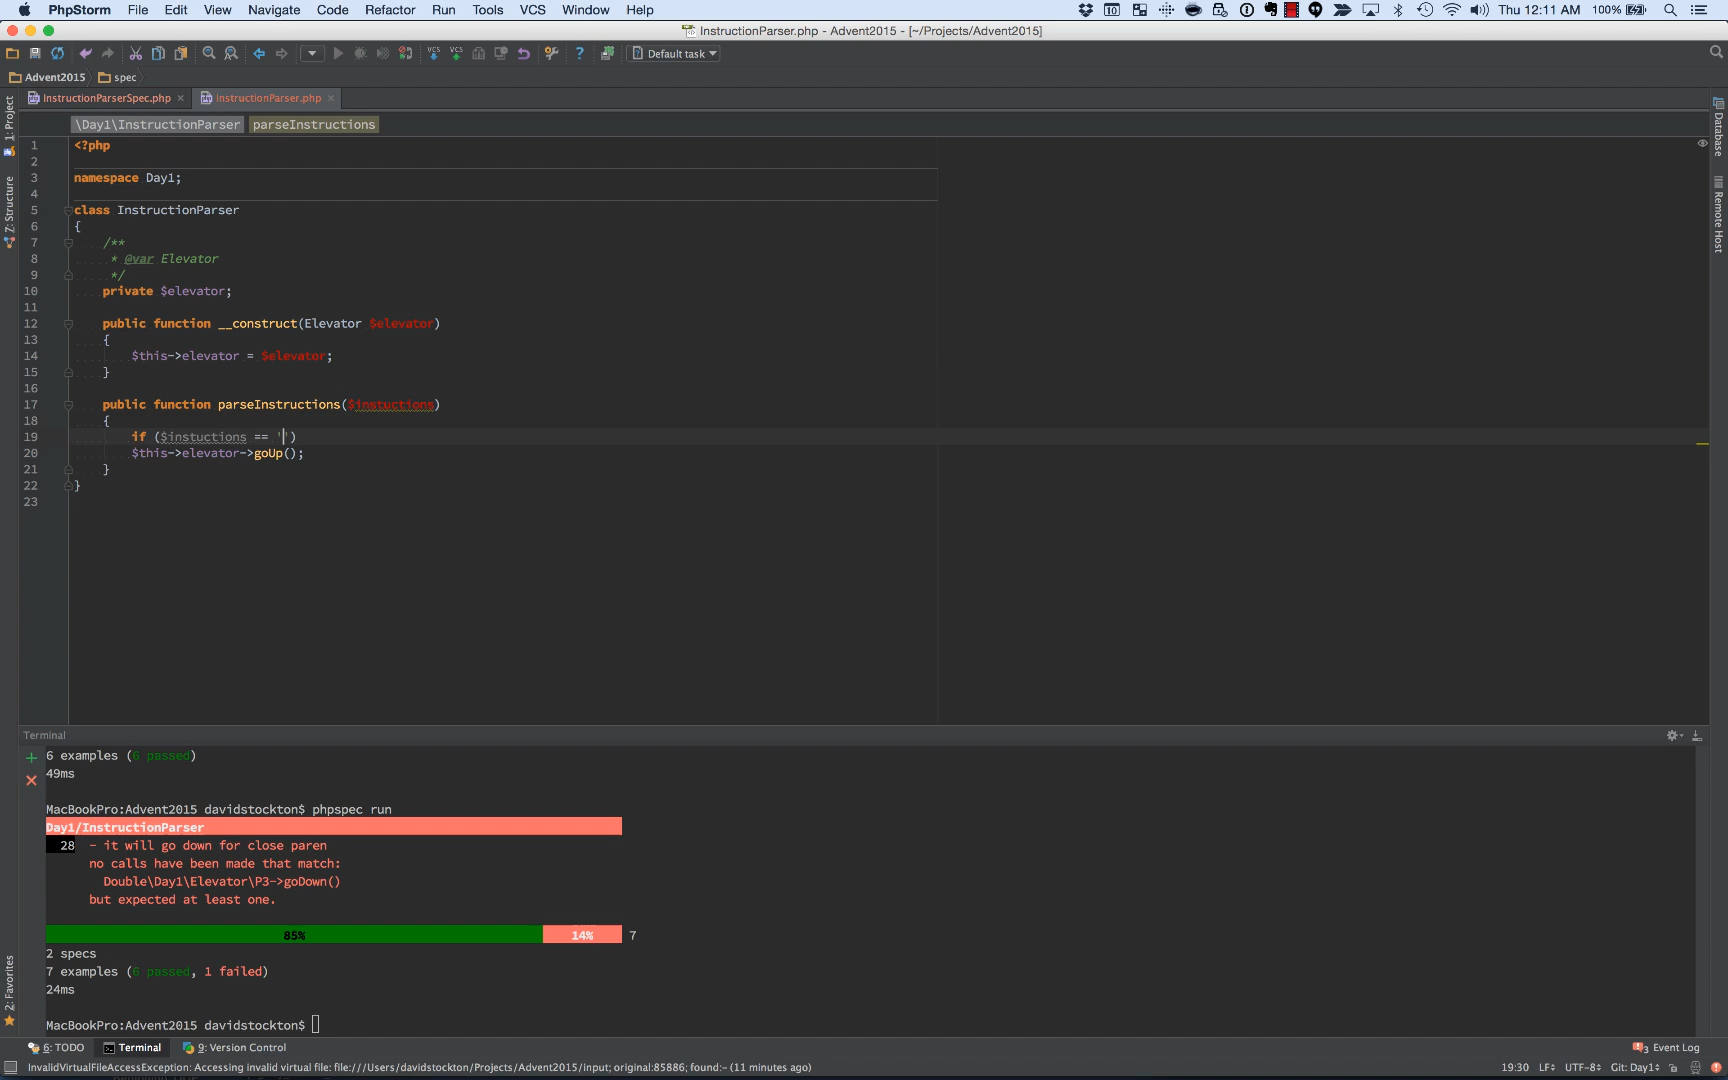 PhpStorm File Edit View Navigate Code Refactor Run Tools VCS Window Help 10 Thu 12:11 AM 100%
InstructionParser.php - Advent2015 - [~/Projects/Advent2015]
VCS VCS ? Default task
Advent2015 spec
InstructionParserSpec.php × InstructionParser.php ×
\Day1\InstructionParser parseInstructions
1 <?php
2
3 namespace Day1;
4
5 class InstructionParser
6 {
7 /**
8 * @var Elevator
9 */
10 private $elevator;
11
12 public function __construct(Elevator $elevator)
13 {
14 $this->elevator = $elevator;
15 }
16
17 public function parseInstructions($instuctions)
18 {
19 if ($instuctions == '')
20 $this->elevator->goUp();
21 }
22 }
23
1: Project
Z: Structure
2: Favorites
Database
Remote Host
Terminal
6 examples (6 passed)
49ms
MacBookPro:Advent2015 davidstockton$ phpspec run
Day1/InstructionParser
28 - it will go down for close paren
no calls have been made that match:
Double\Day1\Elevator\P3->goDown()
but expected at least one.
85% 14% 7
2 specs
7 examples (6 passed, 1 failed)
24ms
MacBookPro:Advent2015 davidstockton$
6: TODO Terminal 9: Version Control 3 Event Log
InvalidVirtualFileAccessException: Accessing invalid virtual file: file:///Users/davidstockton/Projects/Advent2015/input; original:85886; found:- (11 minutes ago) 19:30 LF÷ UTF-8÷ Git: Day1÷